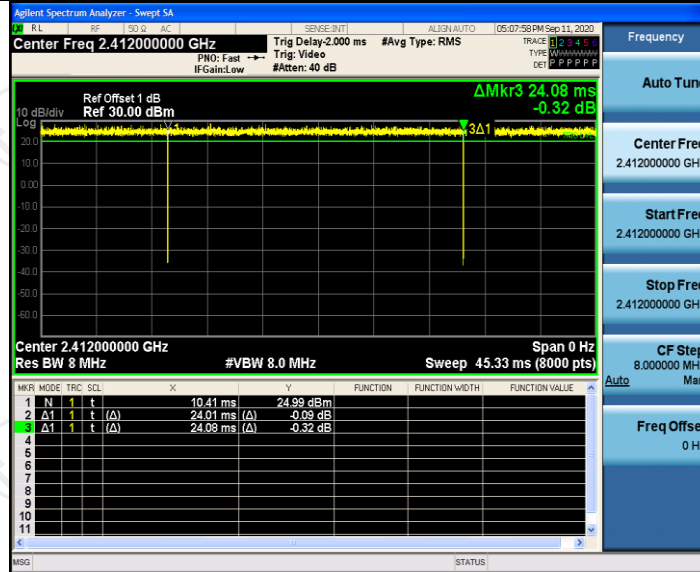 Agilent Spectrum Analyzer - Swept SA
RL RF 50 Ω AC SENSE:INT ALIGN AUTO 05:07:58 PM Sep 11, 2020
Center Freq 2.412000000 GHz
PNO: Fast
IFGain:Low
Trig Delay-2.000 ms
Trig: Video
#Atten: 40 dB
#Avg Type: RMS
TRACE 1 2 3 4 5 6
TYPE
DET P P P P P P
ΔMkr3 24.08 ms
-0.32 dB
Ref Offset 1 dB
10 dB/div Ref 30.00 dBm
Log
20.0
10.0
0.00
-10.0
-20.0
-30.0
-40.0
-50.0
-60.0
1
3Δ1
Center 2.412000000 GHz Span 0 Hz
Res BW 8 MHz #VBW 8.0 MHz Sweep 45.33 ms (8000 pts)
MKR MODE TRC SCL X Y FUNCTION FUNCTION WIDTH FUNCTION VALUE
1 N 1 t 10.41 ms 24.99 dBm
2 Δ1 1 t (Δ) 24.01 ms (Δ) -0.09 dB
3 Δ1 1 t (Δ) 24.08 ms (Δ) -0.32 dB
4
5
6
7
8
9
10
11
MSG STATUS
Frequency
Auto Tun
Center Fre
2.412000000 GH
Start Fre
2.412000000 GH
Stop Fre
2.412000000 GH
CF Ste
8.000000 MH
Auto Ma
Freq Offse
0 H